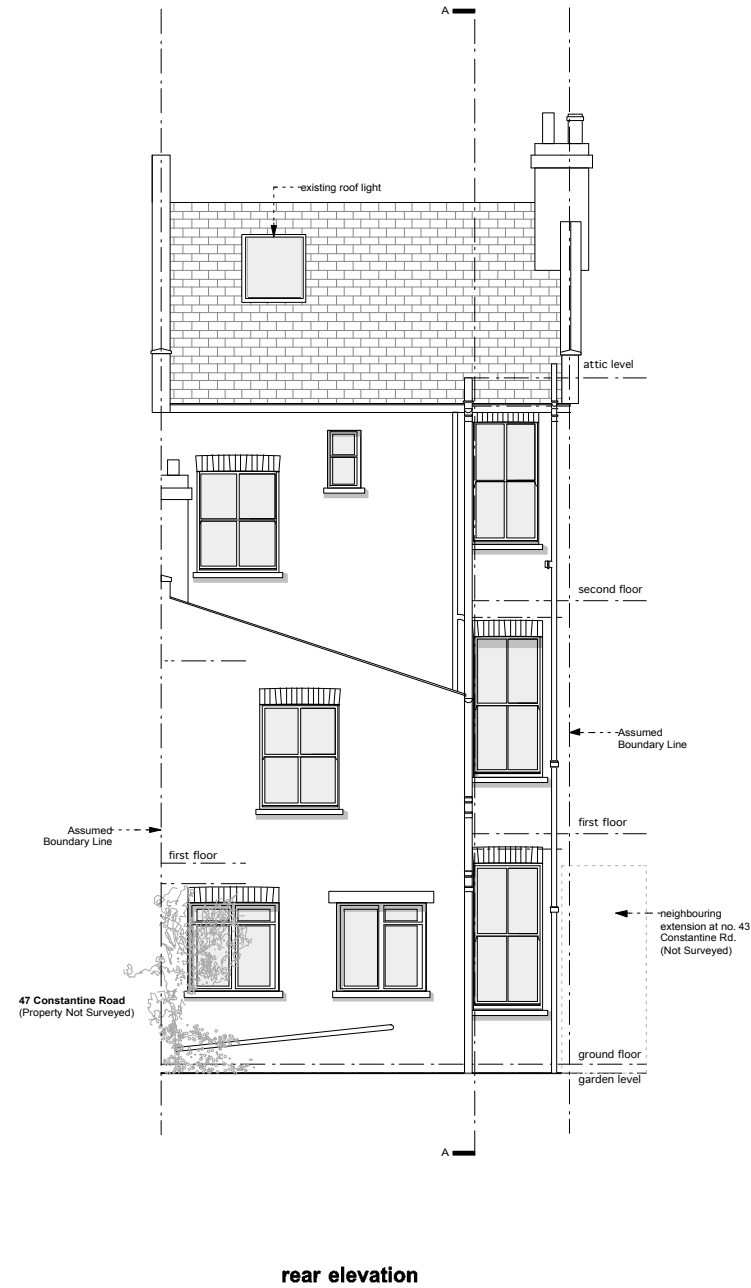 A
existing roof light
attic level
second floor
Assumed
Boundary Line
first floor
Assumed
Boundary Line
first floor
neighbouring
extension at no. 43
Constantine Rd.
(Not Surveyed)
47 Constantine Road
(Property Not Surveyed)
ground floor
garden level
A
rear elevation